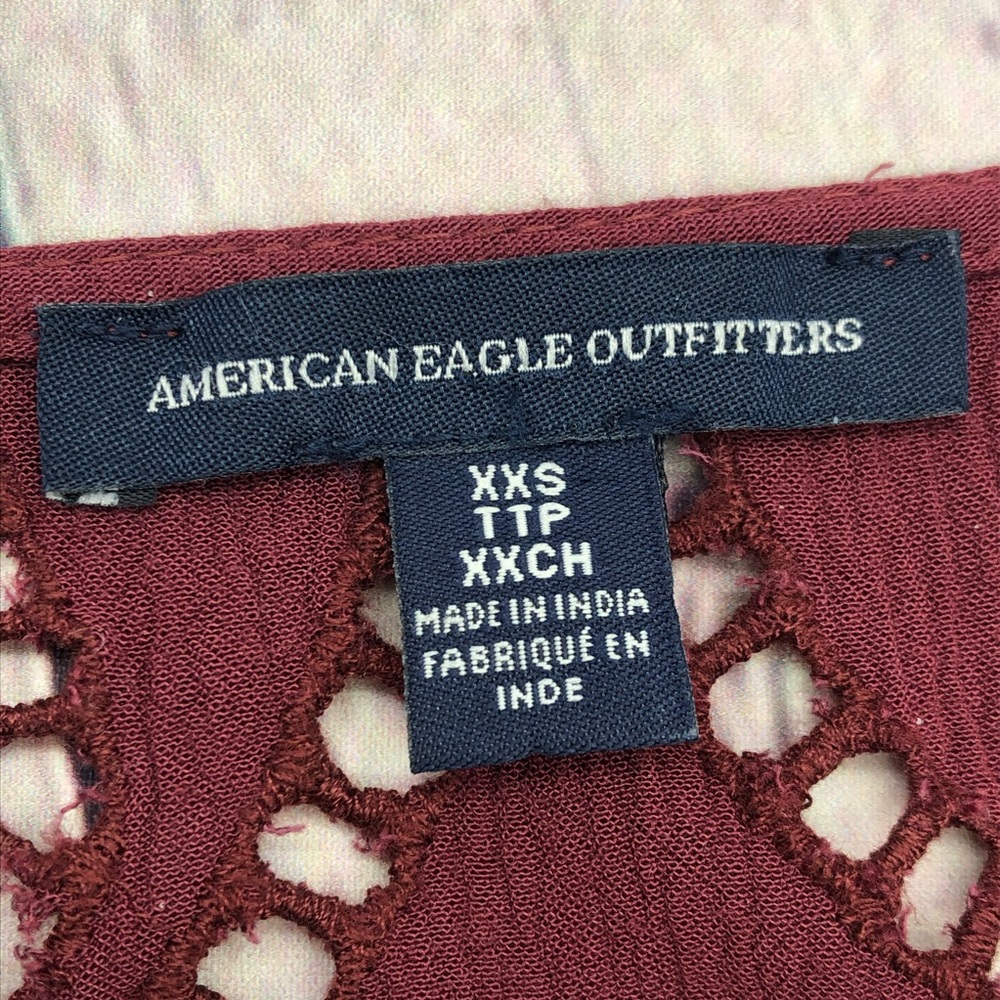 AMERICAN EAGLE OUTFITTERS
XXS
TTP
XXCH
MADE IN INDIA
FABRIQUÉ EN
INDE